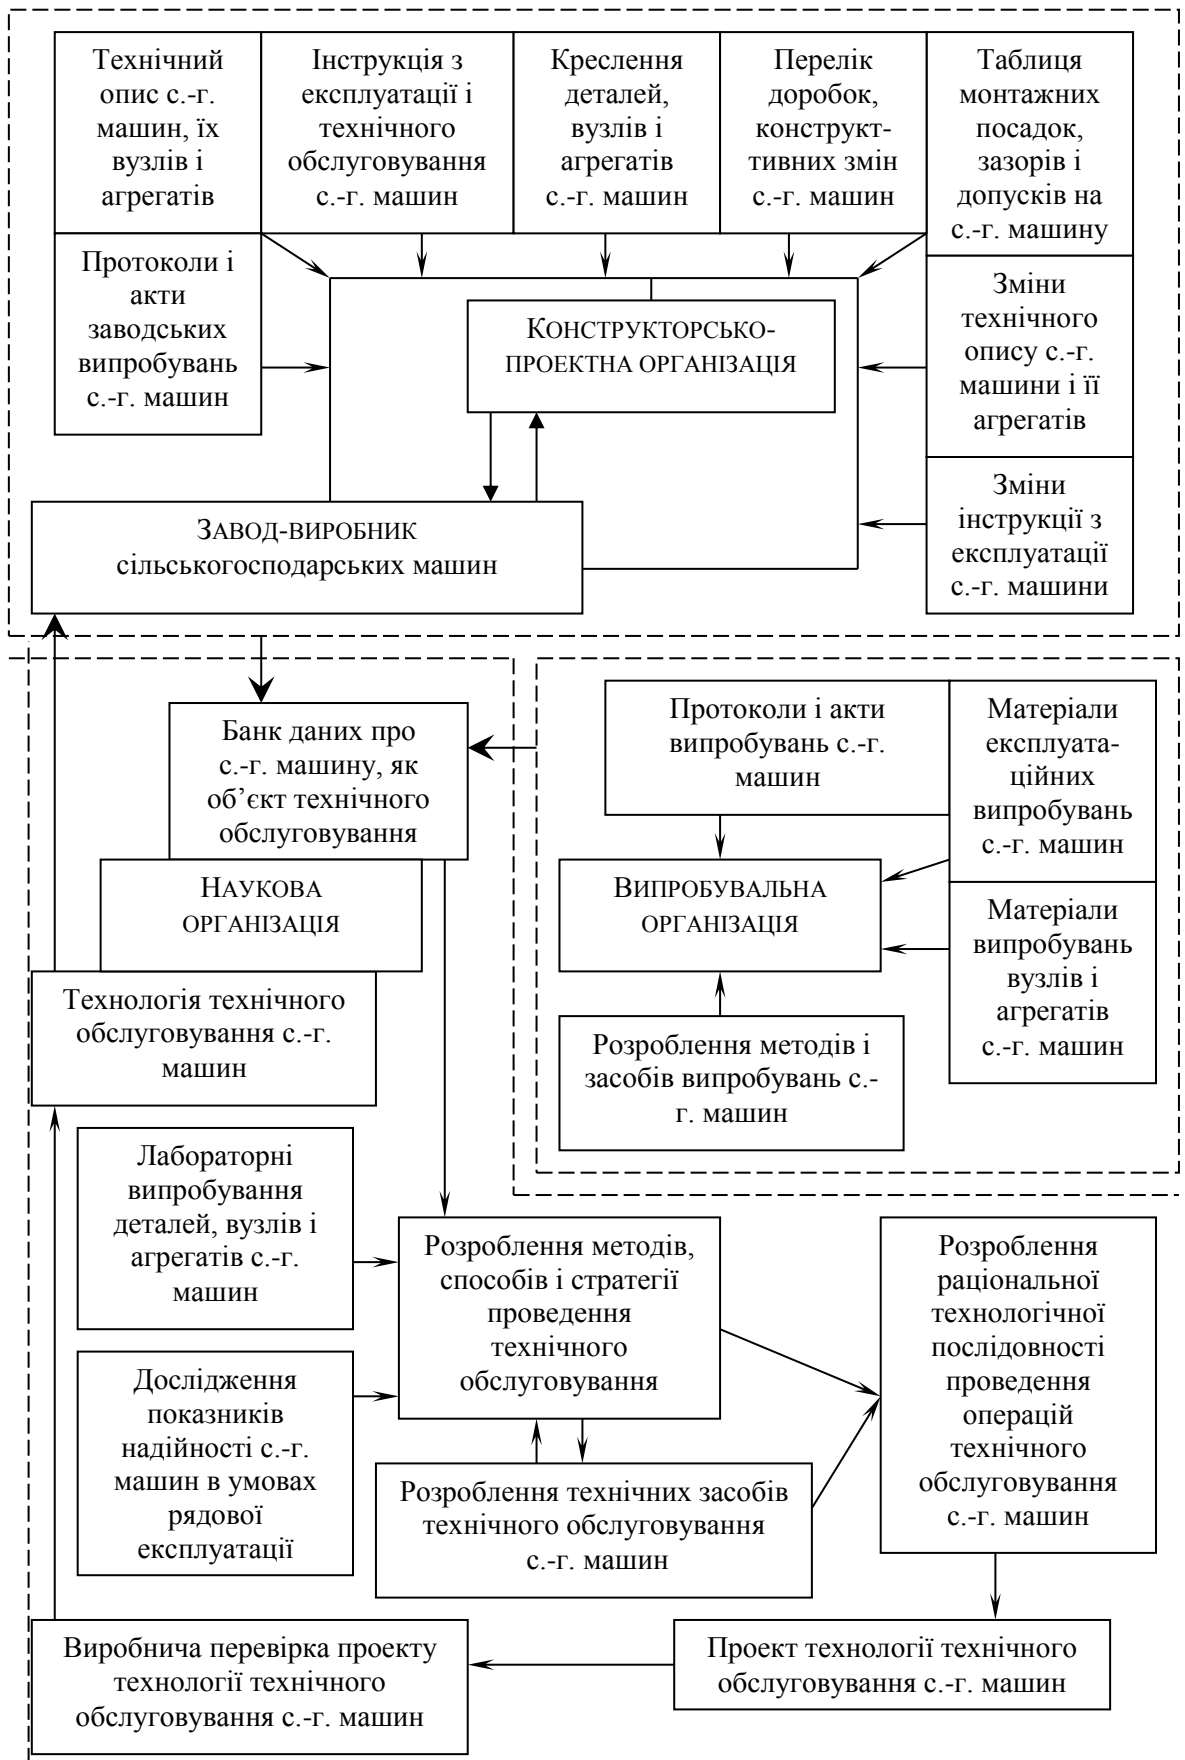 Технічний
опис с.-г.
машин, їх
вузлів і
агрегатів
Інструкція з
експлуатації і
технічного
обслуговування
с.-г. машин
Креслення
деталей,
вузлів і
агрегатів
с.-г. машин
Перелік
доробок,
конструкт-
тивних змін
с.-г. машин
Таблиця
монтажних
посадок,
зазорів і
допусків на
с.-г. машину
Протоколи і
акти
заводських
випробувань
с.-г. машин
КОНСТРУКТОРСЬКО-
ПРОЕКТНА ОРГАНІЗАЦІЯ
Зміни
технічного
опису с.-г.
машини і її
агрегатів
Зміни
інструкції з
експлуатації
с.-г. машини
ЗАВОД-ВИРОБНИК
сільськогосподарських машин
Банк даних про
с.-г. машину, як
об’єкт технічного
обслуговування
Протоколи і акти
випробувань с.-г.
машин
Матеріали
експлуата-
ційних
випробувань
с.-г. машин
НАУКОВА
ОРГАНІЗАЦІЯ
ВИПРОБУВАЛЬНА
ОРГАНІЗАЦІЯ
Матеріали
випробувань
вузлів і
агрегатів
с.-г. машин
Технологія технічного
обслуговування с.-г.
машин
Розроблення методів і
засобів випробувань с.-
г. машин
Лабораторні
випробування
деталей, вузлів і
агрегатів с.-г.
машин
Розроблення методів,
способів і стратегії
проведення
технічного
обслуговування
Розроблення
раціональної
технологічної
послідовності
проведення
операцій
технічного
обслуговування
с.-г. машин
Дослідження
показників
надійності с.-г.
машин в умовах
рядової
експлуатації
Розроблення технічних засобів
технічного обслуговування
с.-г. машин
Виробнича перевірка проекту
технології технічного
обслуговування с.-г. машин
Проект технології технічного
обслуговування с.-г. машин